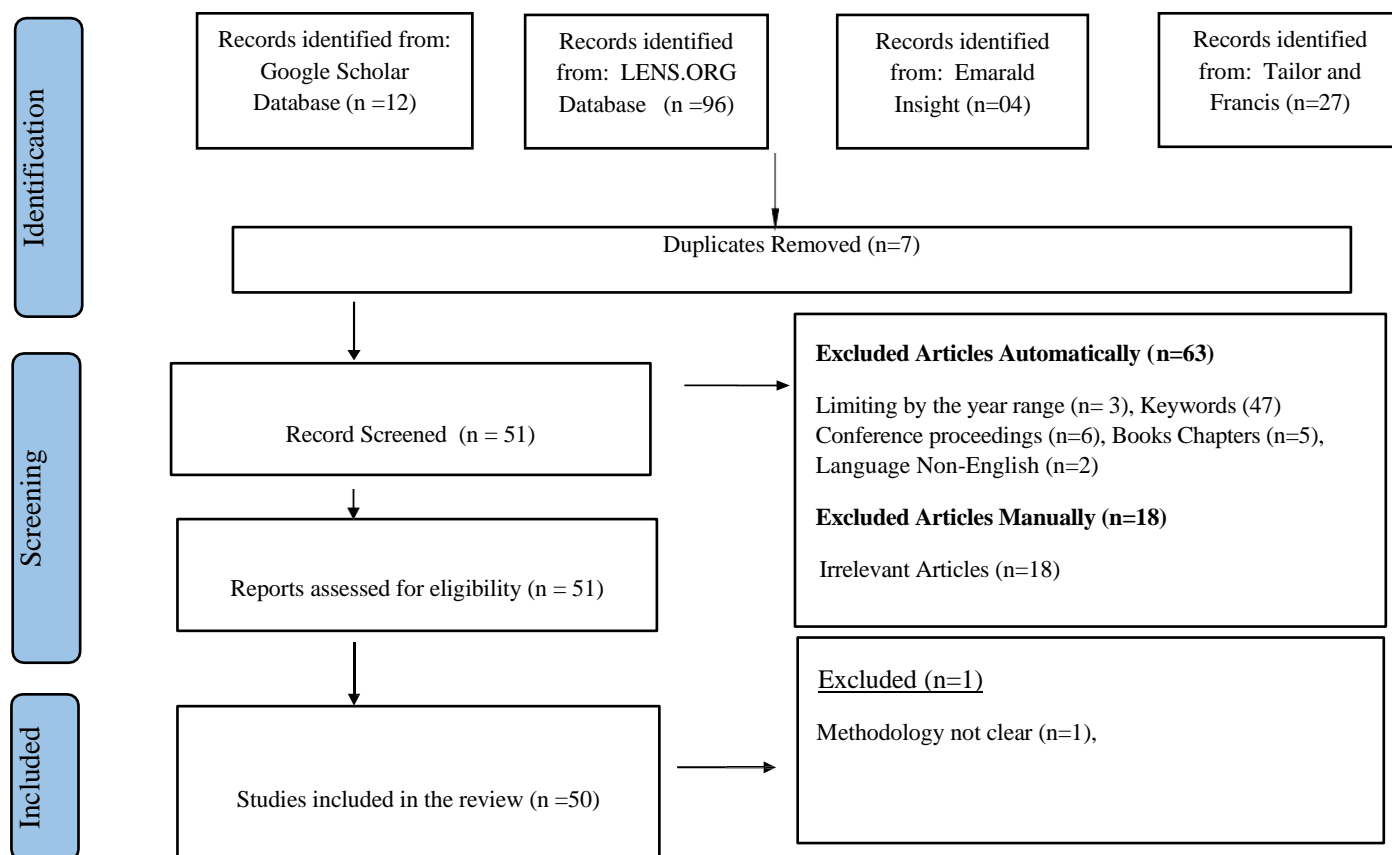 Identification
Records identified from:
Google Scholar
Database (n =12)
Records identified
from: LENS.ORG
Database (n =96)
Records identified
from: Emarald
Insight (n=04)
Records identified
from: Tailor and
Francis (n=27)
Duplicates Removed (n=7)
Screening
Record Screened (n = 51)
Excluded Articles Automatically (n=63)
Limiting by the year range (n= 3), Keywords (47)
Conference proceedings (n=6), Books Chapters (n=5),
Language Non-English (n=2)
Excluded Articles Manually (n=18)
Irrelevant Articles (n=18)
Reports assessed for eligibility (n = 51)
Included
Studies included in the review (n =50)
Excluded (n=1)
Methodology not clear (n=1),